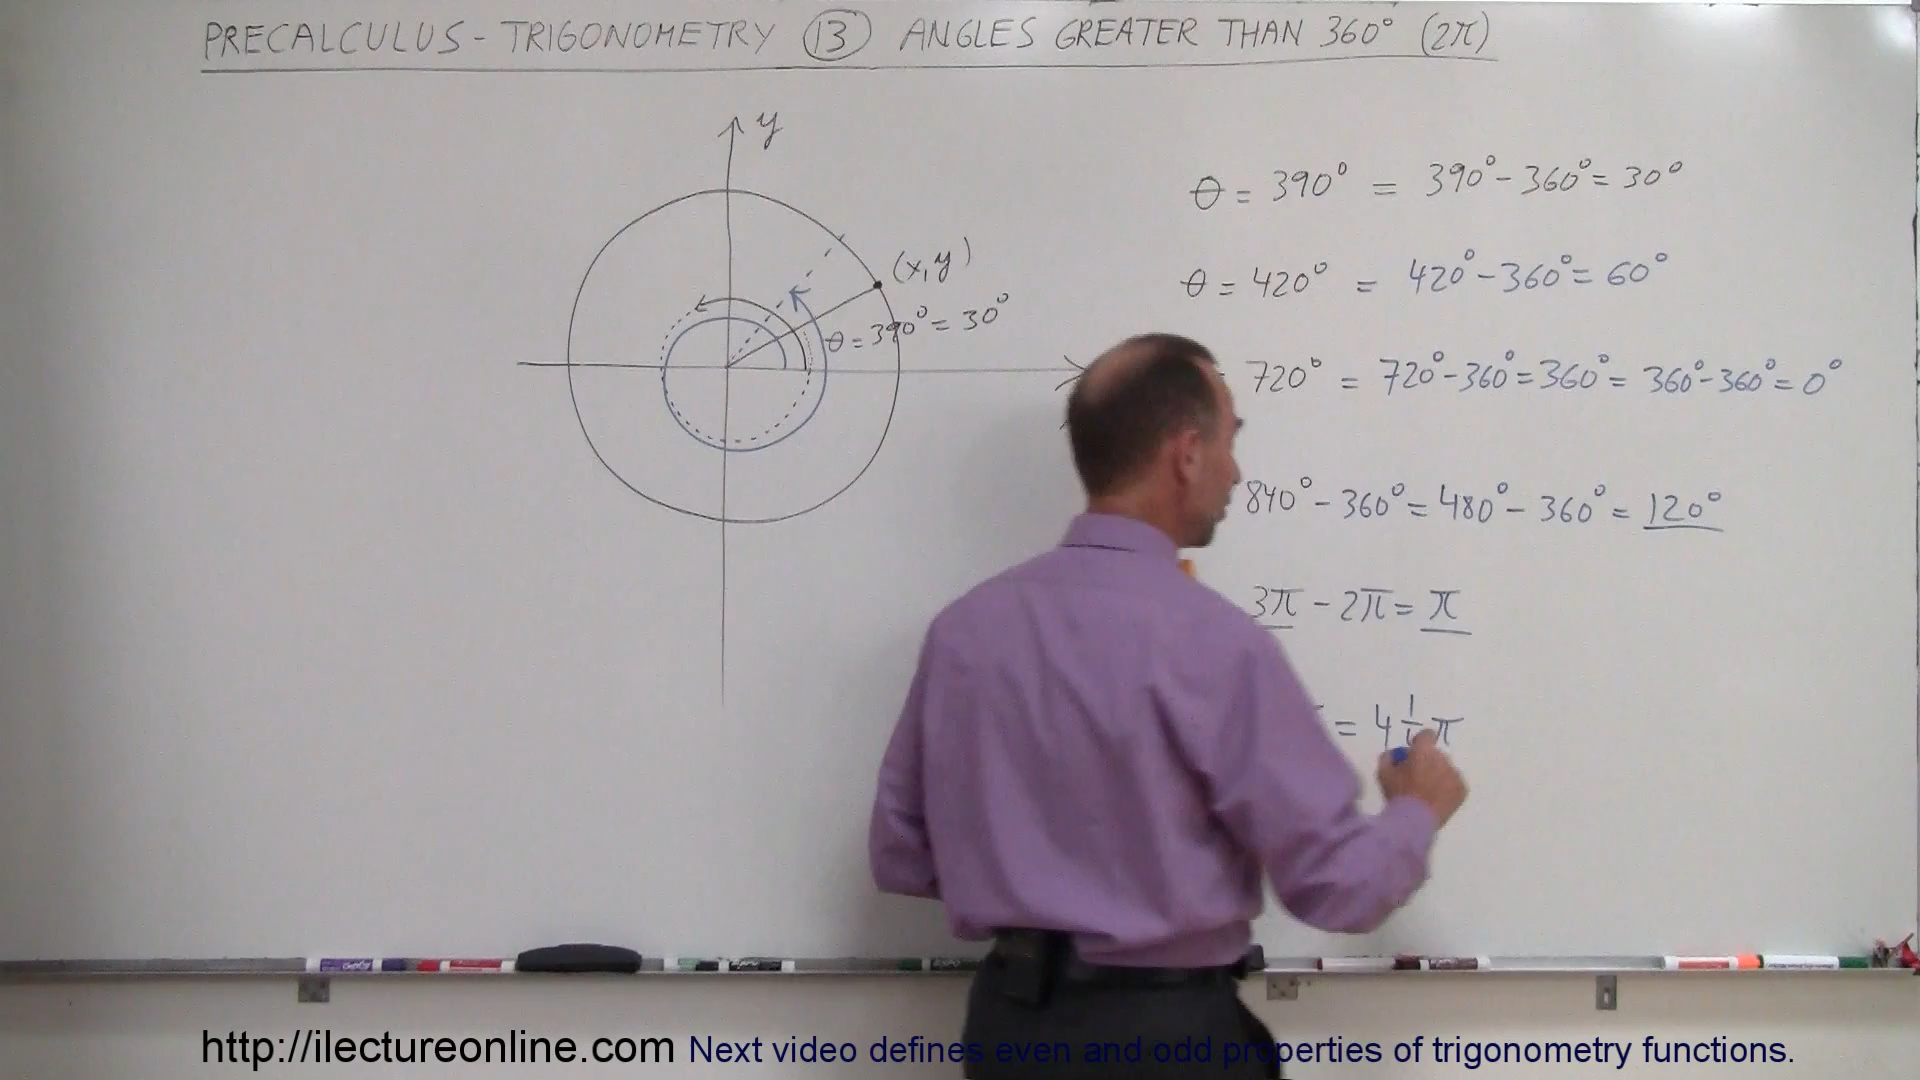 PRECALCULUS - TRIGONOMETRY 13 ANGLES GREATER THAN 360° (2π)
y
(x,y)
θ = 390° = 30°
θ = 390° = 390° - 360° = 30°
θ = 420° = 420° - 360° = 60°
720° = 720° - 360° = 360° = 360° - 360° = 0°
840° - 360° = 480° - 360° = 120°
3π - 2π = π
= 4 1 π
http://ilectureonline.com Next video defines even and odd properties of trigonometry functions.